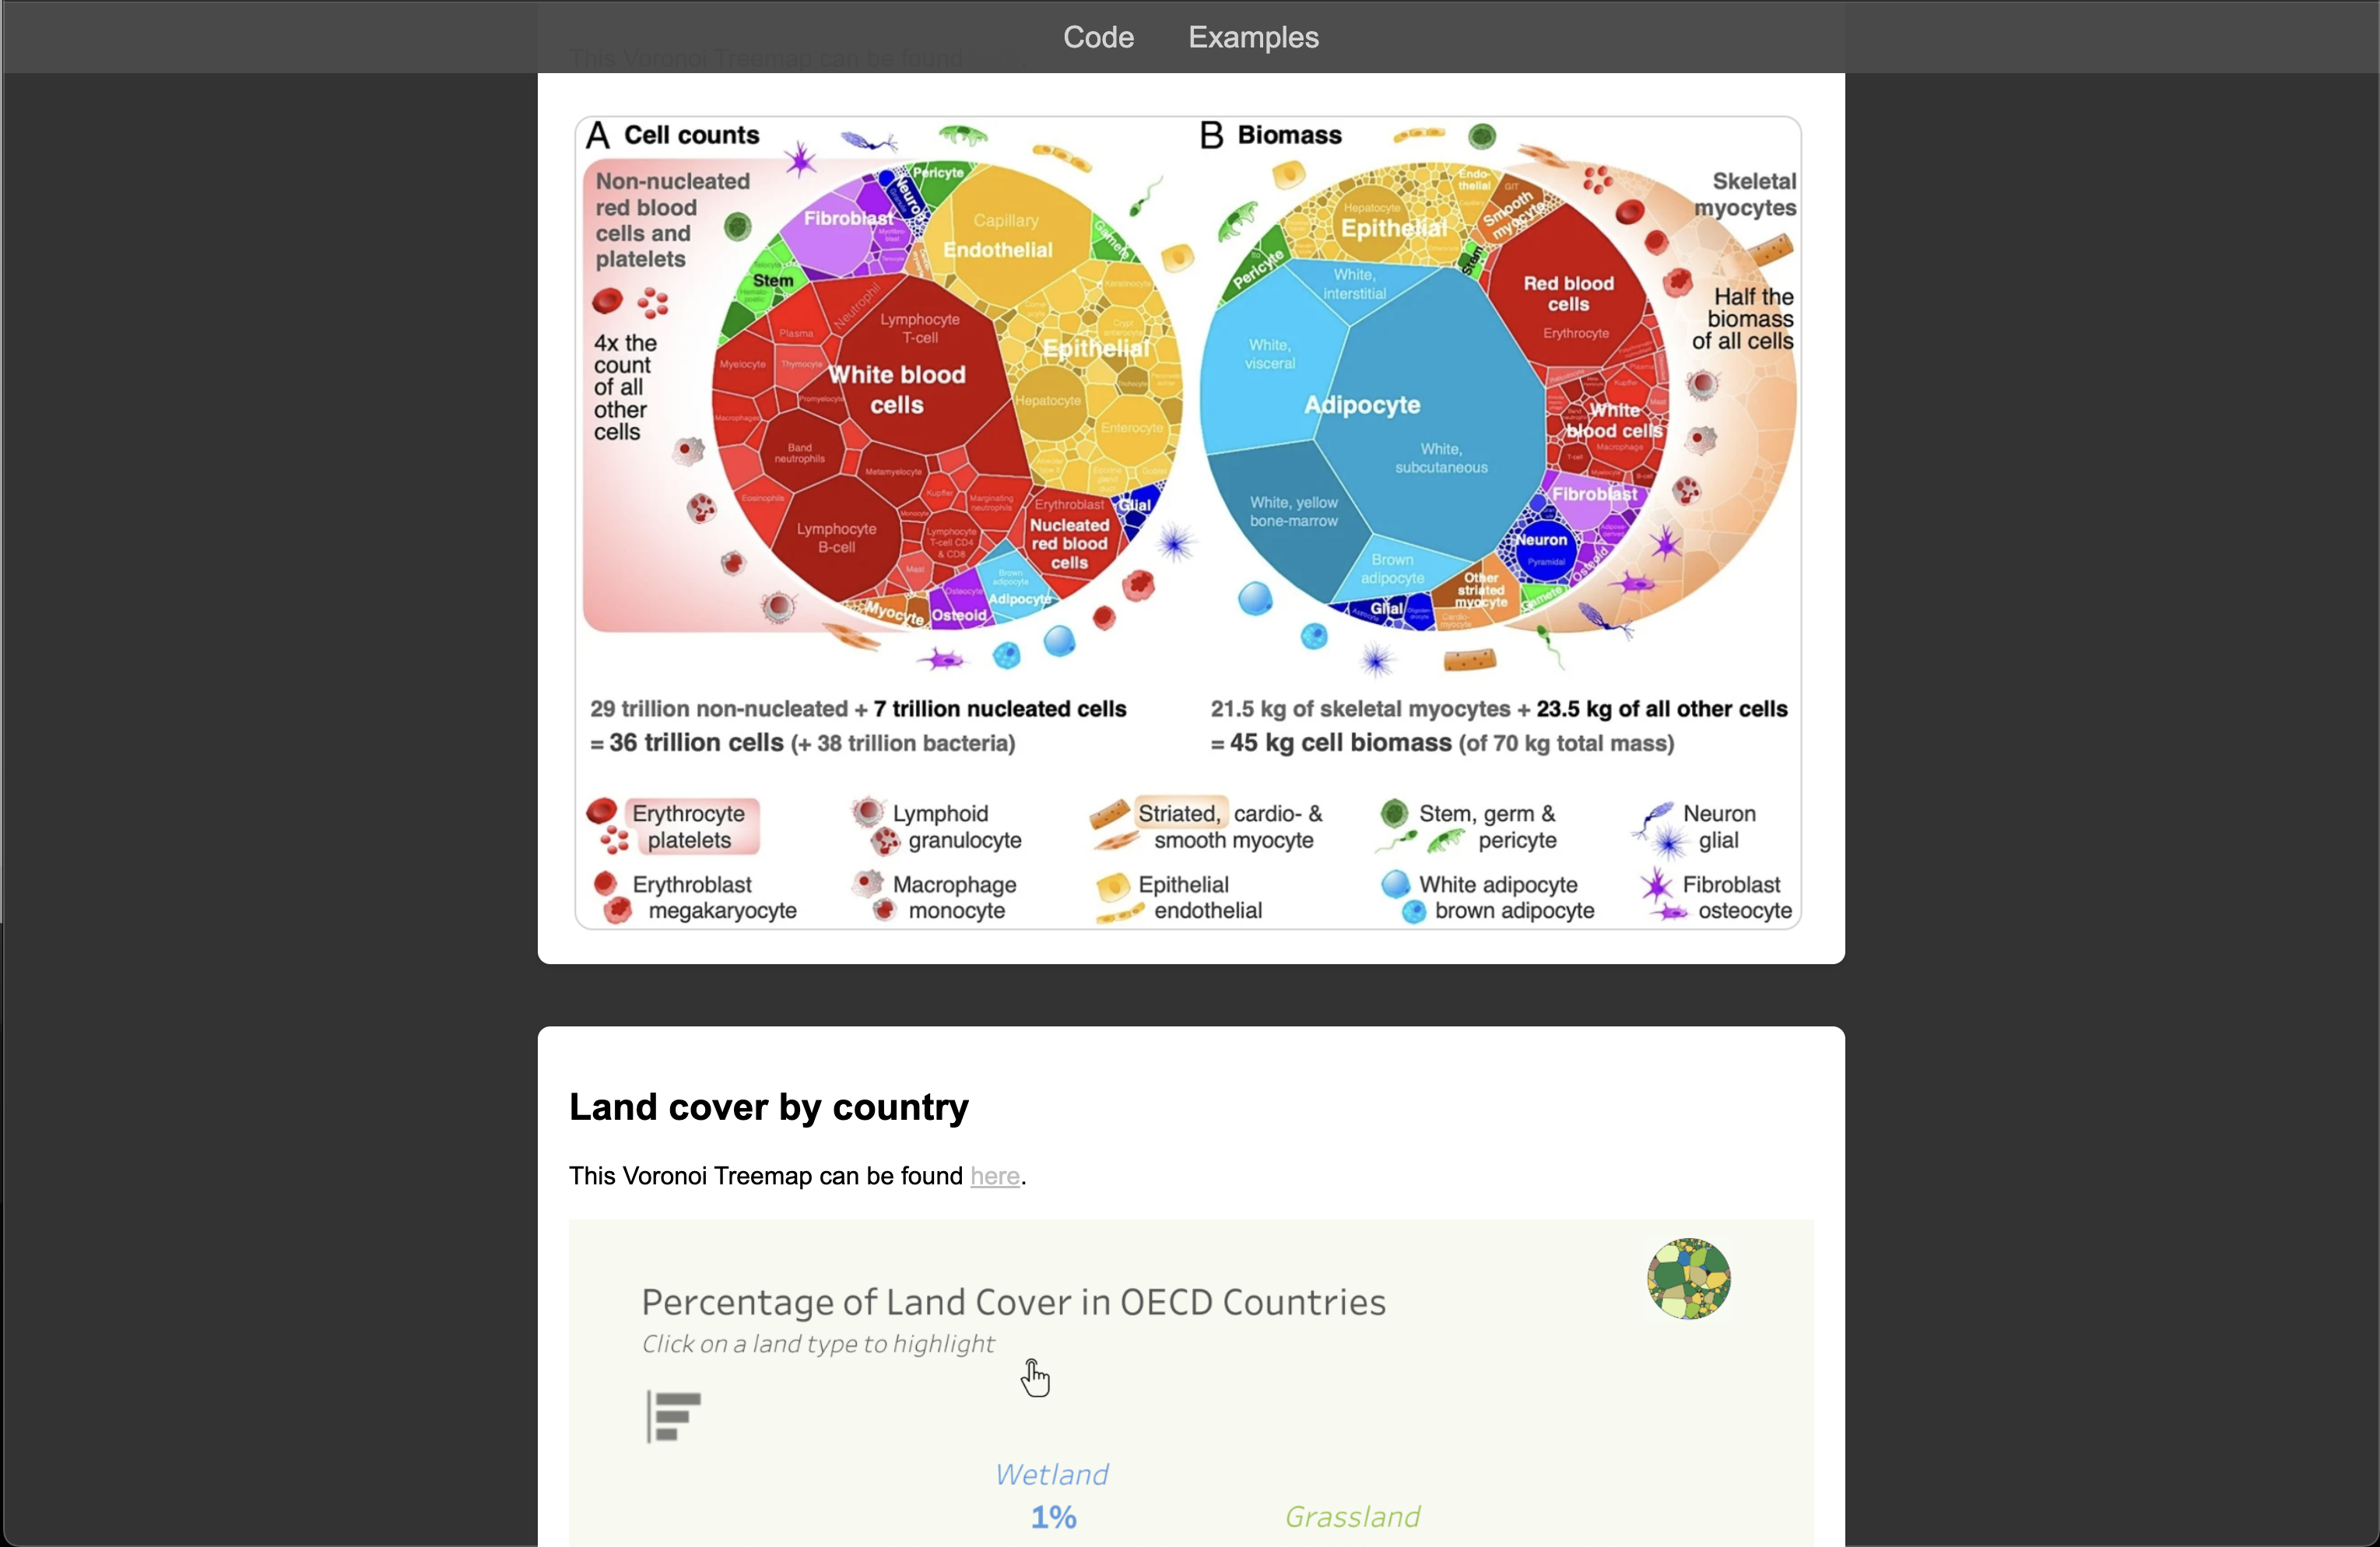 Code
Examples
This Voronoi Treemap can be found
A Cell counts
Non-nucleated
red blood
cells and
platelets
4x the
count
of all
other
cells
Pericyte
Neuron
Fibroblast
Myofibro-
blast
Capillary
Endothelial
Gamete
Stem
Plasma
Neutrophil
Lymphocyte
T-cell
Keratinocyte
Myelocyte
Thymocyte
White blood
cells
Epithelial
Promyelocyte
Macrophages
Hepatocyte
Enterocyte
Band
neutrophils
Metamyelocyte
Eosinophils
Kupffer
Marginating
neutrophils
Erythroblast
Glial
Monocyte
Lymphocyte
B-cell
Lymphocyte
T-cell CD4
& CD8
Nucleated
red blood
cells
Mast
Brown
adipocyte
Osteocyte
Adipocyte
Myocyte
Osteoid
B Biomass
Skeletal
myocytes
Half the
biomass
of all cells
Endo-
thelial
GIT
Smooth
myocyte
Hepatocyte
Epithelial
Stem
Pericyte
White,
interstitial
Red blood
cells
Erythrocyte
White,
visceral
Adipocyte
Plasma
Kupffer
White
blood cells
Macrophage
T-cell
White,
subcutaneous
White, yellow
bone-marrow
Fibroblast
Neuron
Pyramidal
Osteoid
Brown
adipocyte
Other
striated
myocyte
Gamete
Glial
Cardio-
myocyte
29 trillion non-nucleated + 7 trillion nucleated cells
= 36 trillion cells (+ 38 trillion bacteria)
21.5 kg of skeletal myocytes + 23.5 kg of all other cells
= 45 kg cell biomass (of 70 kg total mass)
Erythrocyte
platelets
Lymphoid
granulocyte
Striated, cardio- &
smooth myocyte
Stem, germ &
pericyte
Neuron
glial
Erythroblast
megakaryocyte
Macrophage
monocyte
Epithelial
endothelial
White adipocyte
brown adipocyte
Fibroblast
osteocyte
Land cover by country
This Voronoi Treemap can be found here.
Percentage of Land Cover in OECD Countries
Click on a land type to highlight
Wetland
1%
Grassland